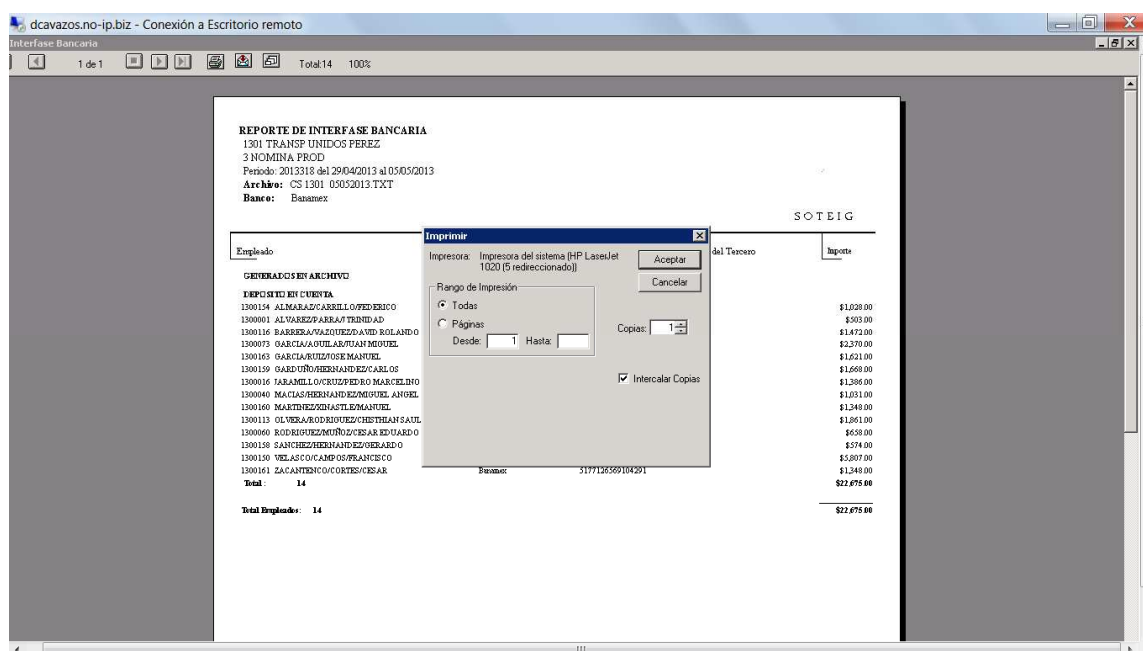 dcavazos.no-ip.biz - Conexión a Escritorio remoto
Interfase Bancaria
1 de 1 Total:14 100%
REPORTE DE INTERFASE BANCARIA
1301 TRANSP UNIDOS PEREZ
3 NOMINA PROD
Periodo: 2013318 del 29/04/2013 al 05/05/2013
Archivo: CS 1301 05052013.TXT
Banco: Banamex
SOTEIG
Empleado del Tercero Importe
Imprimir
Impresora: Impresora del sistema (HP LaserJet
1020 (5 redireccionado))
Aceptar
Cancelar
Rango de Impresión
Todas
Páginas
Desde: 1 Hasta:
Copias: 1
Intercalar Copias
GENERADOS EN ARCHIVO
DEPOSITO EN CUENTA
1300154 ALMARAZ/CARRILLO/FEDERICO $1,028.00
1300001 ALVAREZ/PARRA/J TRINIDAD $503.00
1300116 BARRERA/VAZQUEZ/DAVID ROLANDO $1,472.00
1300073 GARCIA/AGUILAR/JUAN MIGUEL $2,370.00
1300163 GARCIA/RUIZ/JOSE MANUEL $1,621.00
1300159 GARDUÑO/HERNANDEZ/CARLOS $1,668.00
1300016 JARAMILLO/CRUZ/PEDRO MARCELINO $1,386.00
1300040 MACIAS/HERNANDEZ/MIGUEL ANGEL $1,031.00
1300160 MARTINEZ/XINASTLE/MANUEL $1,348.00
1300113 OLVERA/RODRIGUEZ/CHISTHIAN SAUL $1,861.00
1300060 RODRIGUEZ/MUÑOZ/CESAR EDUARDO $658.00
1300158 SANCHEZ/HERNANDEZ/GERARDO $574.00
1300150 VELASCO/CAMPOS/FRANCISCO $5,807.00
1300161 ZACANTENCO/CORTES/CESAR Banamex 5177126569104291 $1,348.00
Total : 14 $22,675.00
Total Empleados: 14 $22,675.00